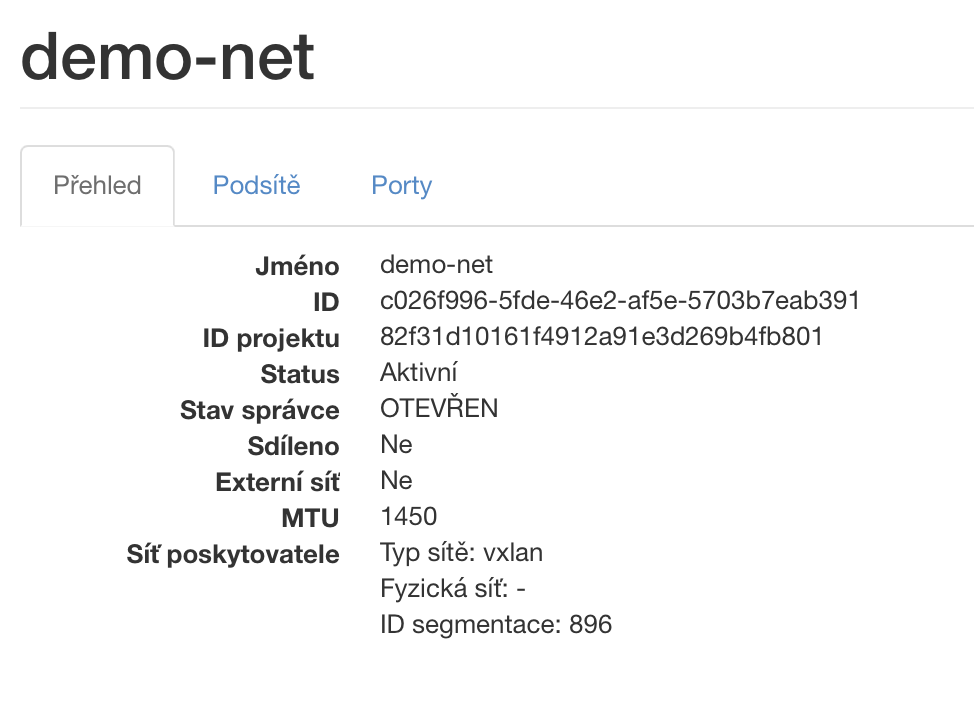 demo-net
Přehled Podsítě Porty
Jméno demo-net
ID c026f996-5fde-46e2-af5e-5703b7eab391
ID projektu 82f31d10161f4912a91e3d269b4fb801
Status Aktivní
Stav správce OTEVŘEN
Sdíleno Ne
Externí síť Ne
MTU 1450
Síť poskytovatele Typ sítě: vxlan
Fyzická síť: -
ID segmentace: 896